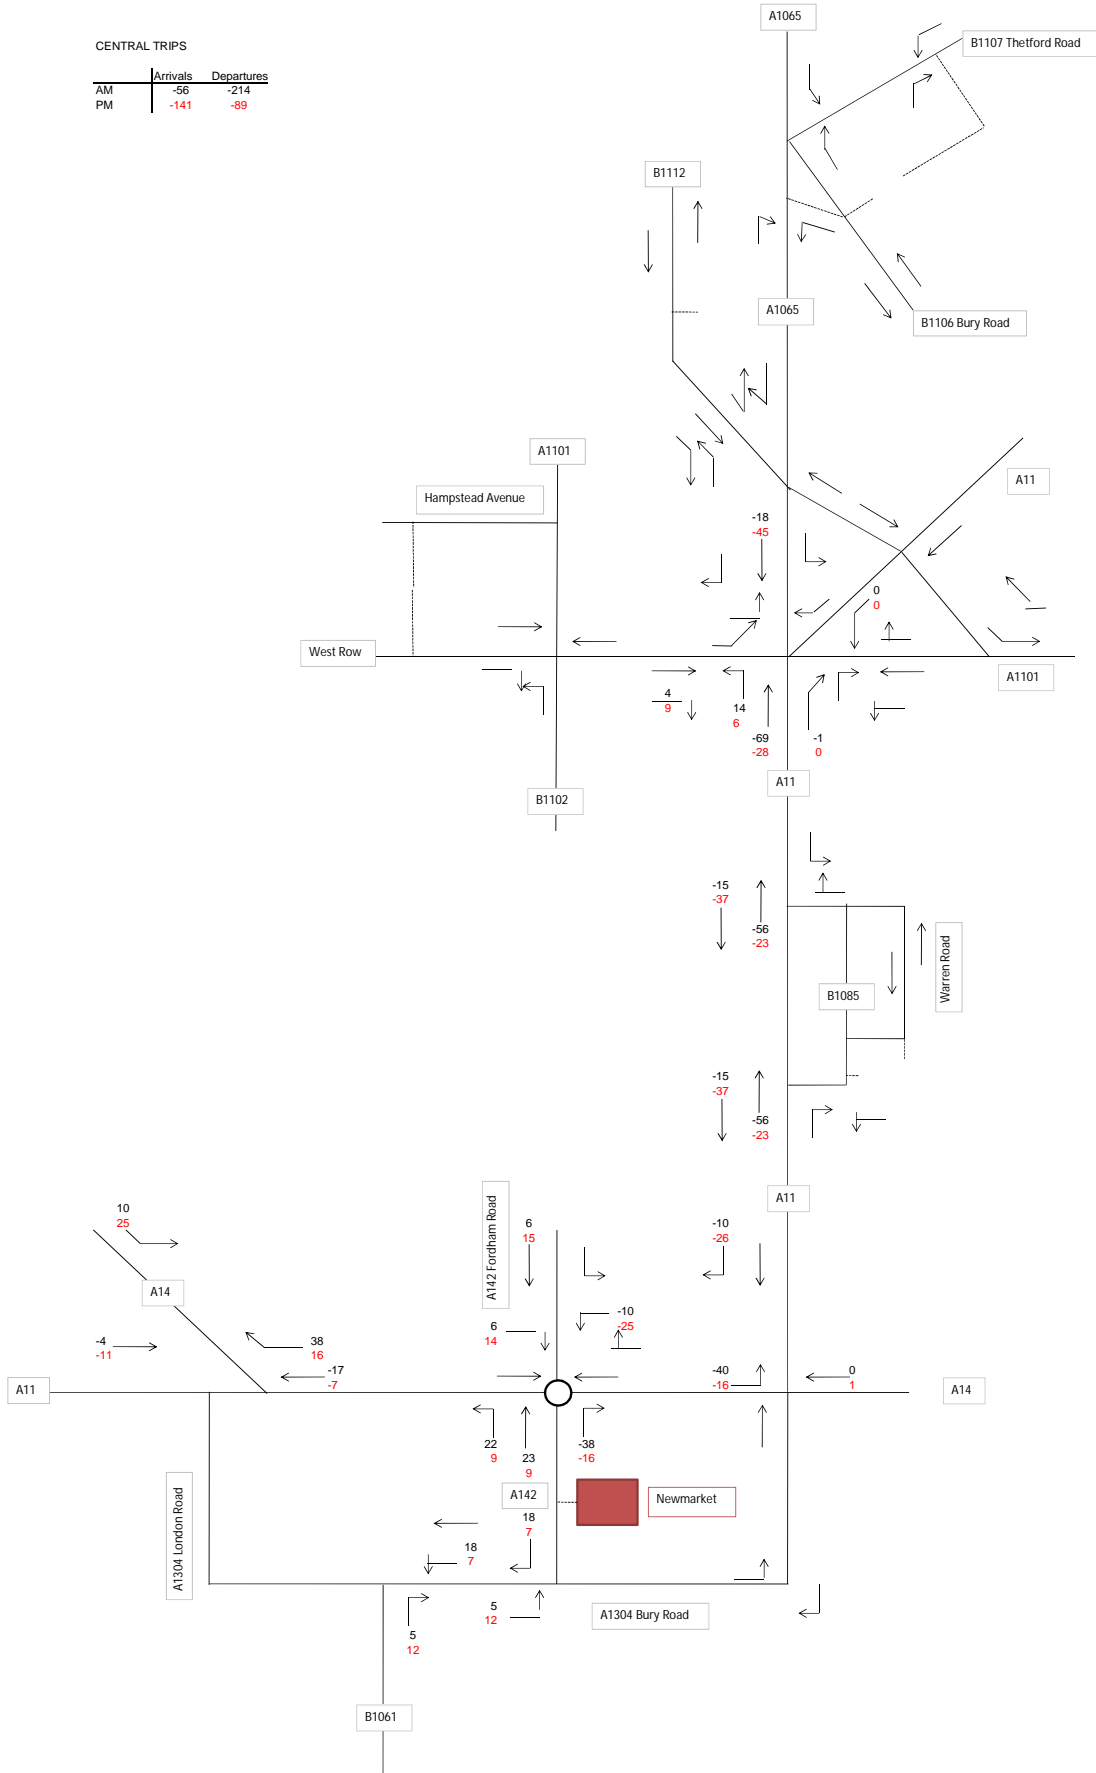 A1065
CENTRAL TRIPS
B1107 Thetford Road
Arrivals Departures
AM -56 -214
PM -141 -89
B1112
A1065
B1106 Bury Road
A1101
A11
Hampstead Avenue
-18
-45
0
0
West Row
A1101
4
9
14
6
-69
-28
-1
0
A11
B1102
-15
-37
-56
-23
Warren Road
B1085
-15
-37
-56
-23
A11
A142 Fordham Road
10
25
6
15
-10
-26
A14
6
14
-10
-25
-4
-11
38
16
-17
-7
-40
-16
0
1
A11
A14
22
9
23
9
-38
-16
A142
Newmarket
A1304 London Road
18
7
18
7
5
12
A1304 Bury Road
5
12
B1061